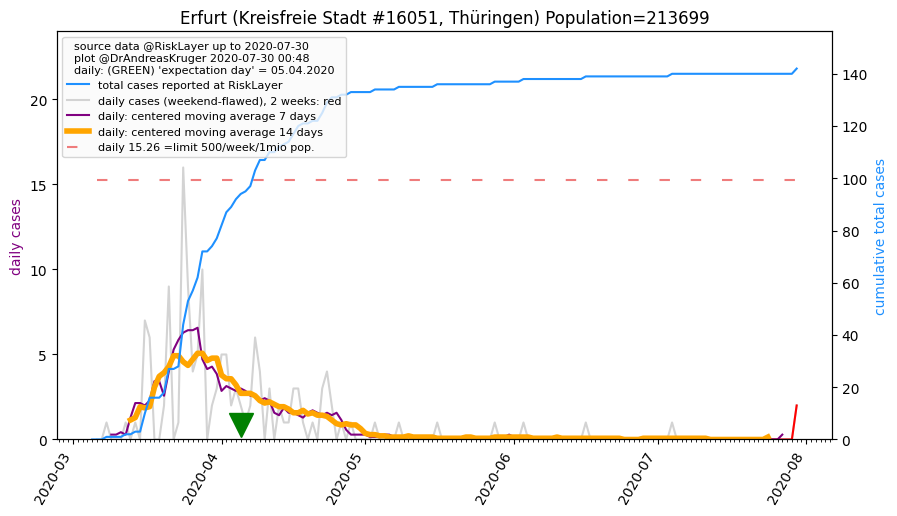 Erfurt (Kreisfreie Stadt #16051, Thüringen) Population=213699
source data @RiskLayer up to 2020-07-30
plot @DrAndreasKruger 2020-07-30 00:48
daily: (GREEN) 'expectation day' = 05.04.2020
total cases reported at RiskLayer
daily cases (weekend-flawed), 2 weeks: red
daily: centered moving average 7 days
daily: centered moving average 14 days
daily 15.26 =limit 500/week/1mio pop.
daily cases
0
5
10
15
20
cumulative total cases
0
20
40
60
80
100
120
140
2020-03
2020-04
2020-05
2020-06
2020-07
2020-08